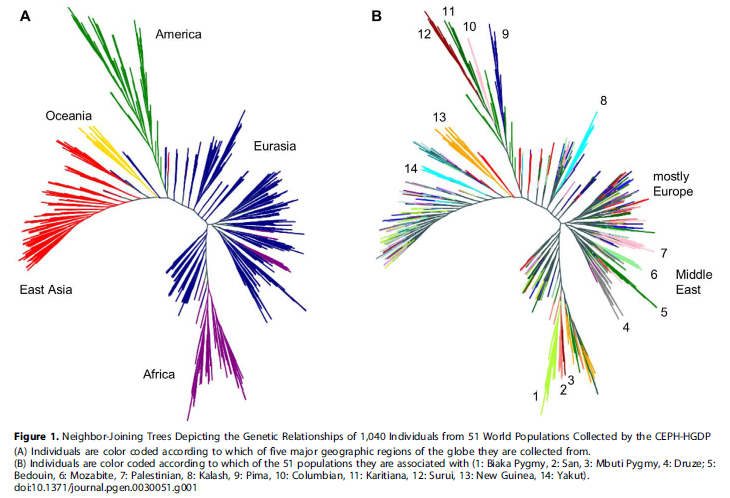 A
America
Oceania
Eurasia
East Asia
Africa
B
11
12
10
9
8
13
14
mostly
Europe
7
6
Middle
East
5
4
3
2
1
Figure 1. Neighbor-Joining Trees Depicting the Genetic Relationships of 1,040 Individuals from 51 World Populations Collected by the CEPH-HGDP
(A) Individuals are color coded according to which of five major geographic regions of the globe they are collected from.
(B) Individuals are color coded according to which of the 51 populations they are associated with (1: Biaka Pygmy, 2: San, 3: Mbuti Pygmy, 4: Druze; 5:
Bedouin, 6: Mozabite, 7: Palestinian, 8: Kalash, 9: Pima, 10: Columbian, 11: Karitiana, 12: Surui, 13: New Guinea, 14: Yakut).
doi:10.1371/journal.pgen.0030051.g001